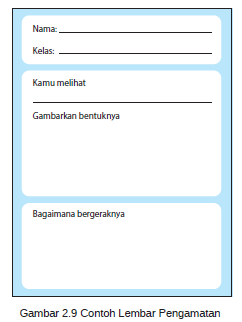 Nama:
Kelas:
Kamu melihat
Gambarkan bentuknya
Bagaimana bergeraknya
Gambar 2.9 Contoh Lembar Pengamatan